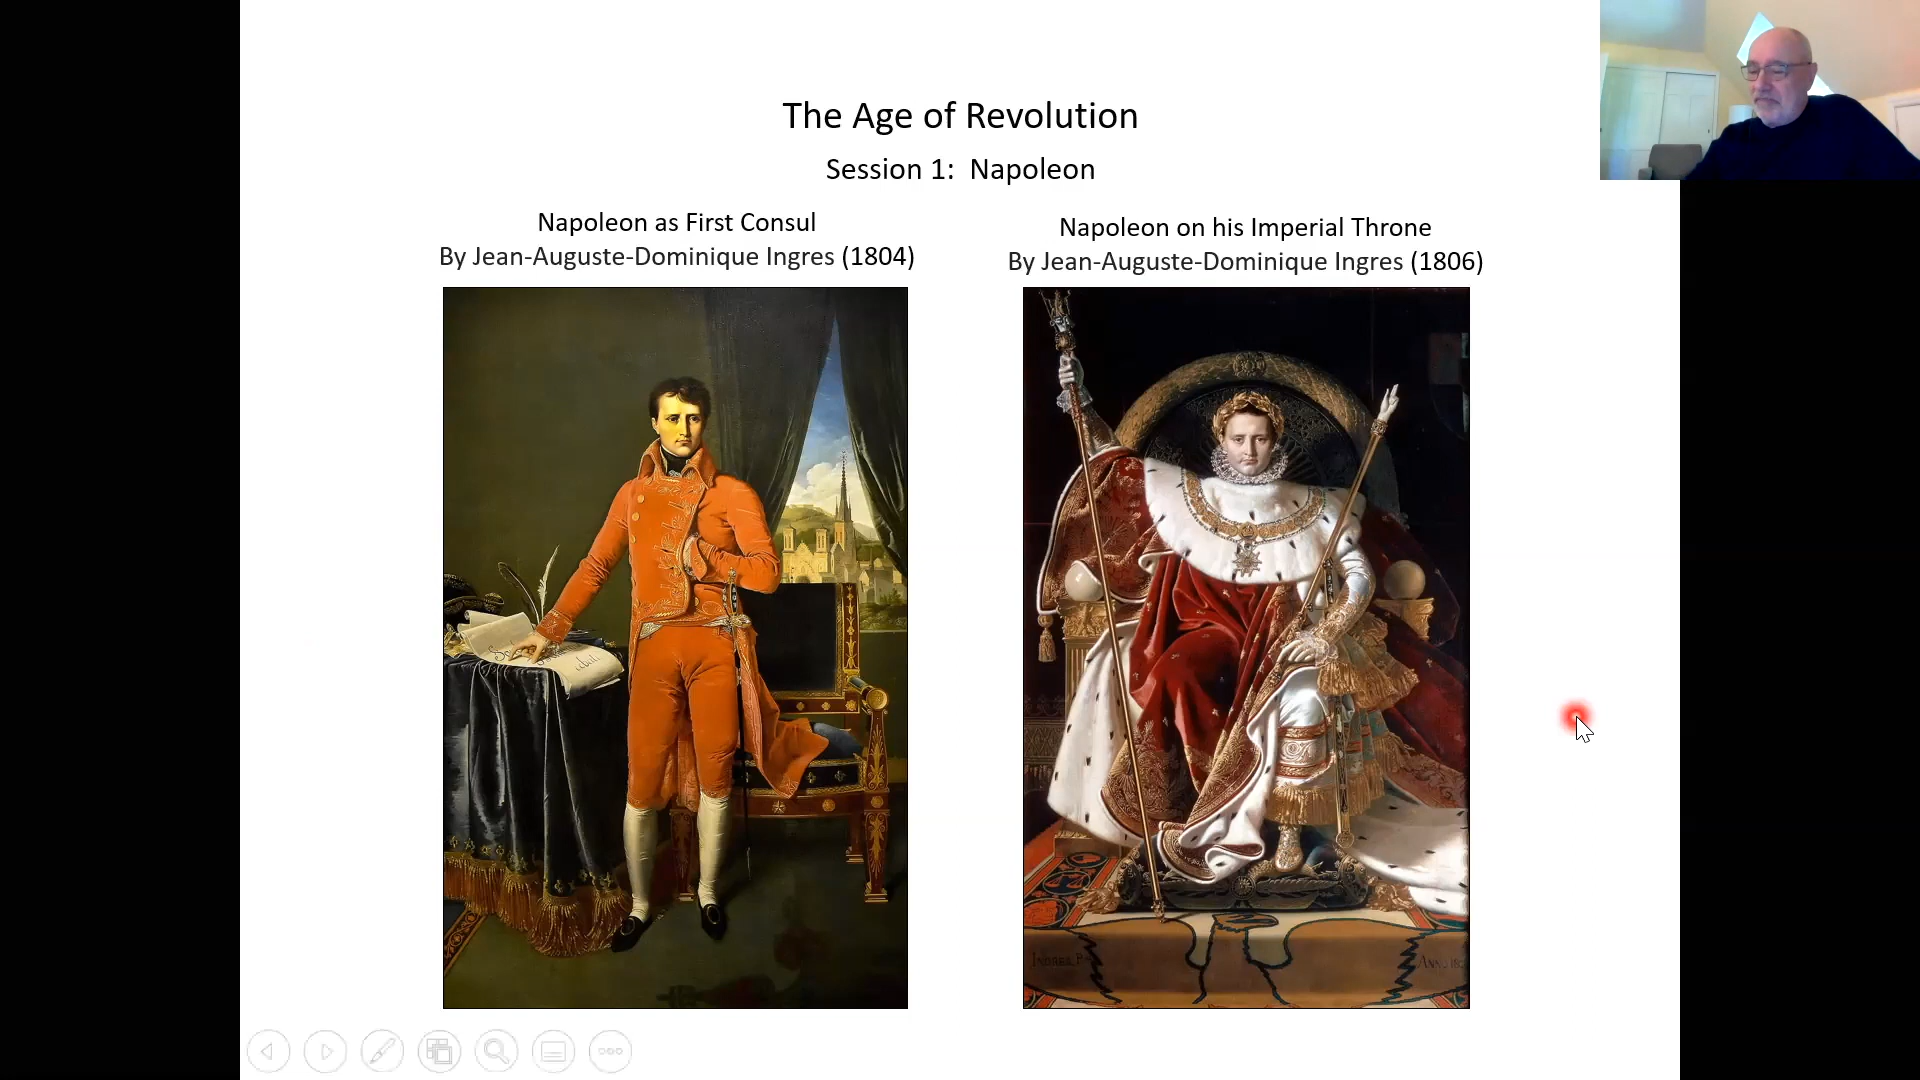 The Age of Revolution
Session 1: Napoleon
Napoleon as First Consul
By Jean-Auguste-Dominique Ingres (1804)
Napoleon on his Imperial Throne
By Jean-Auguste-Dominique Ingres (1806)